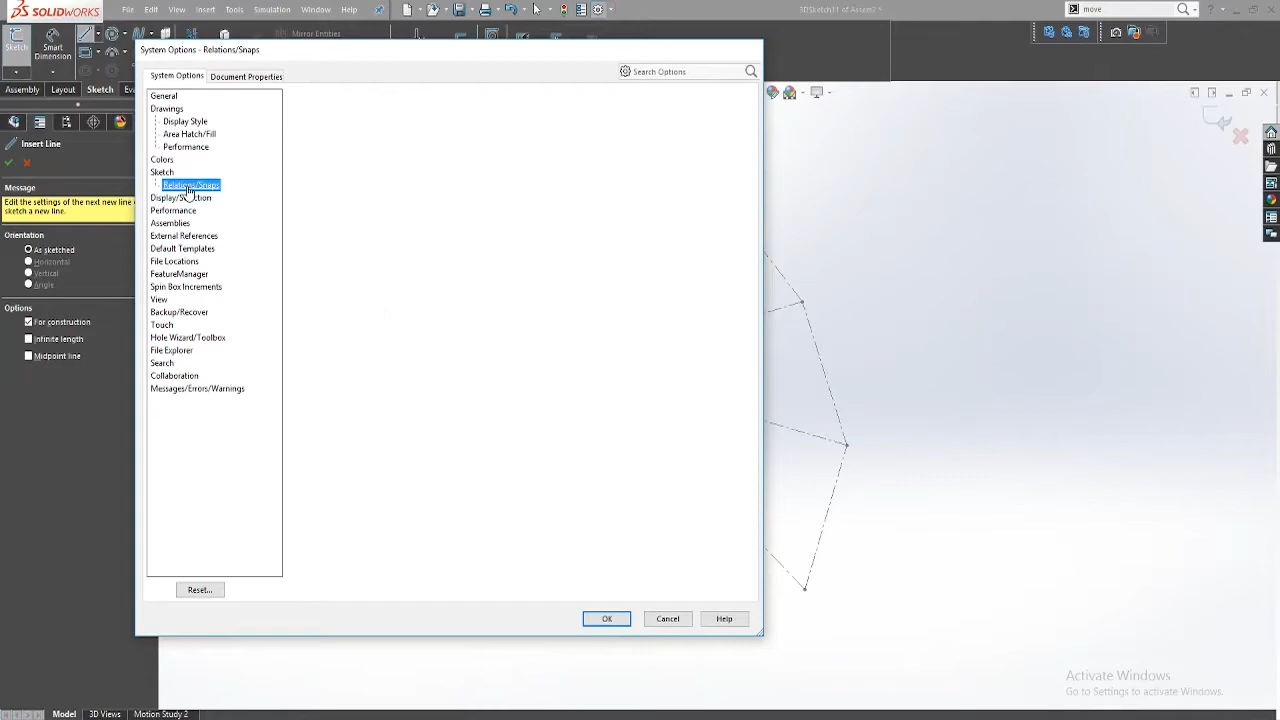 SOLIDWORKS File Edit View Insert Tools Simulation Window Help 3DSketch11 of Assem2 * move
Sketch Smart Dimension Mirror Entities
System Options - Relations/Snaps
System Options Document Properties Search Options
Assembly Layout Sketch Ev
Insert Line
Message
Edit the settings of the next new line
sketch a new line.
Orientation
As sketched
Horizontal
Vertical
Angle
Options
For construction
Infinite length
Midpoint line
General
Drawings
Display Style
Area Hatch/Fill
Performance
Colors
Sketch
Relations/Snaps
Display/Selection
Performance
Assemblies
External References
Default Templates
File Locations
FeatureManager
Spin Box Increments
View
Backup/Recover
Touch
Hole Wizard/Toolbox
File Explorer
Search
Collaboration
Messages/Errors/Warnings
Reset...
OK Cancel Help
Activate Windows
Go to Settings to activate Windows.
Model 3D Views Motion Study 2